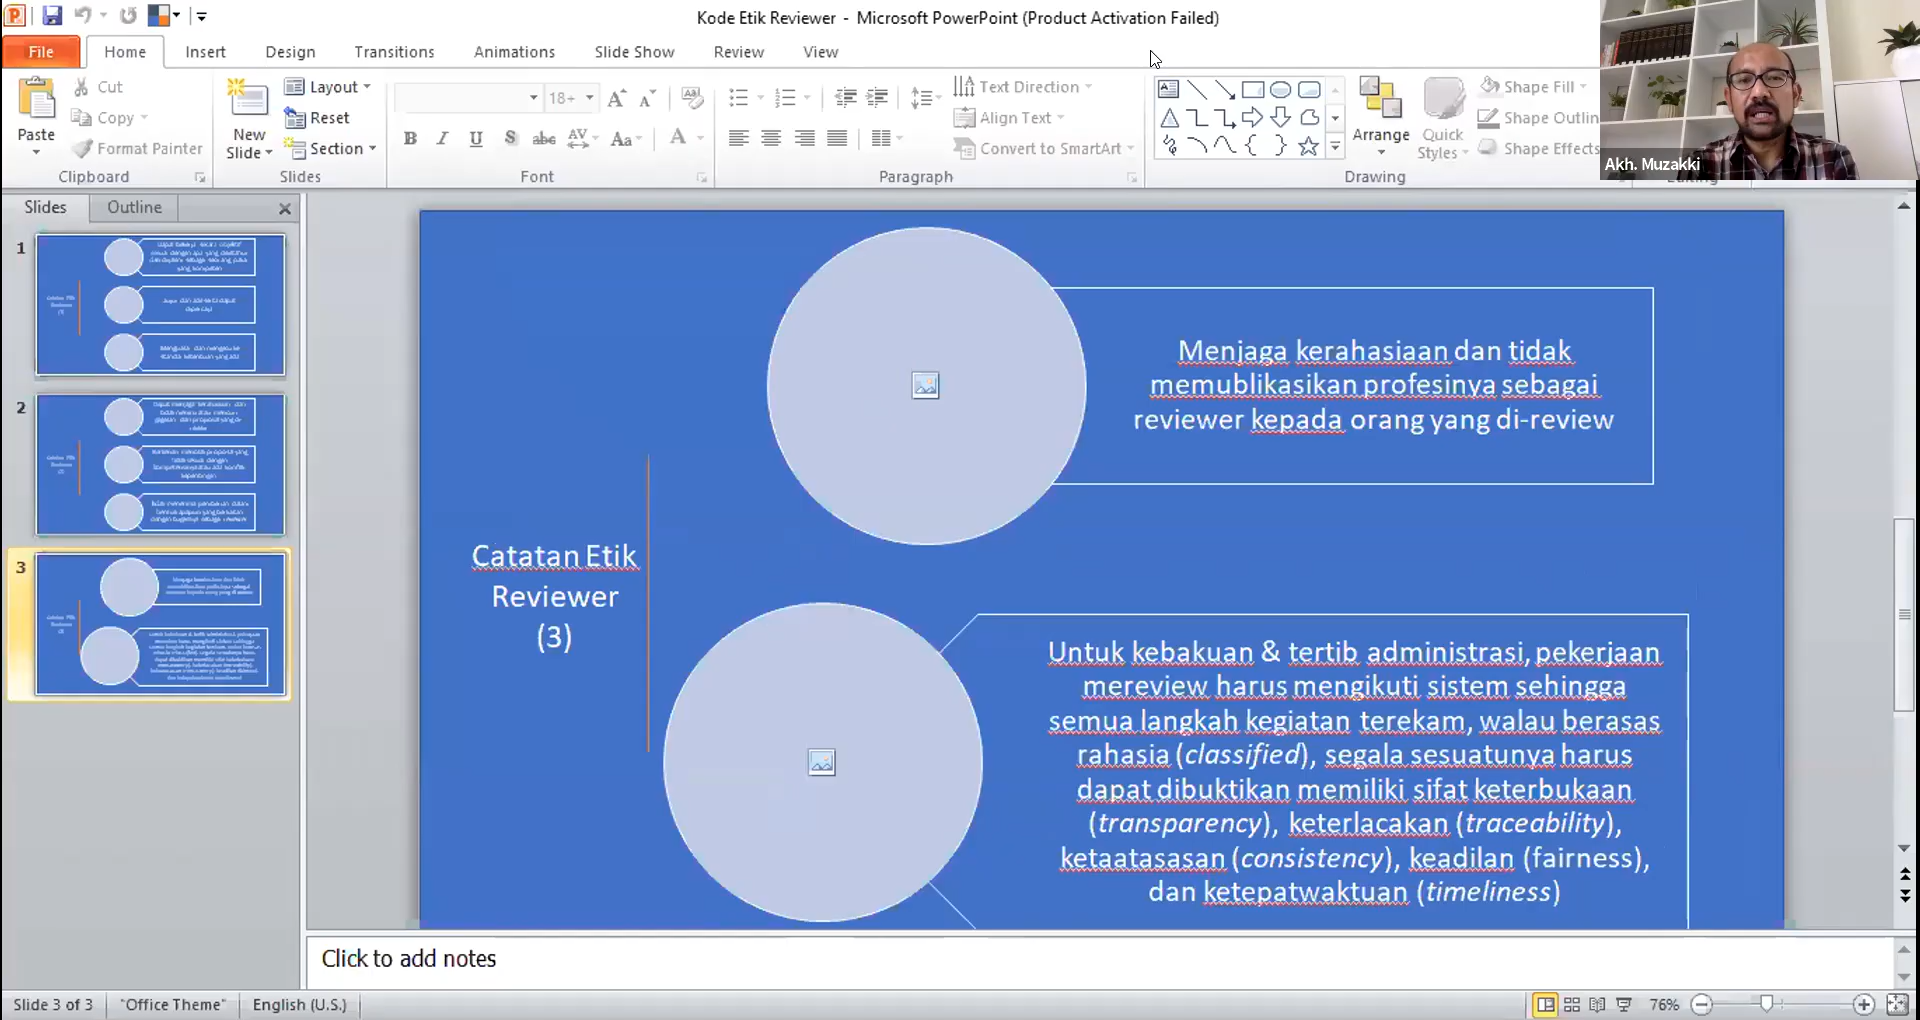 Kode Etik Reviewer - Microsoft PowerPoint (Product Activation Failed)
File Home Insert Design Transitions Animations Slide Show Review View
Paste
Cut
Copy
Format Painter
Clipboard
New
Slide
Layout
Reset
Section
Slides
18+
Font
Text Direction
Align Text
Convert to SmartArt
Paragraph
Arrange
Quick
Styles
Shape Fill
Shape Outlin
Shape Effects
Drawing
Akh. Muzakki
Slides Outline
1
2
3
Catatan Etik
Reviewer
(3)
Menjaga kerahasiaan dan tidak
memublikasikan profesinya sebagai
reviewer kepada orang yang di-review
Untuk kebakuan & tertib administrasi, pekerjaan
mereview harus mengikuti sistem sehingga
semua langkah kegiatan terekam, walau berasas
rahasia (classified), segala sesuatunya harus
dapat dibuktikan memiliki sifat keterbukaan
(transparency), keterlacakan (traceability),
ketaatasasan (consistency), keadilan (fairness),
dan ketepatwaktuan (timeliness)
Click to add notes
Slide 3 of 3 "Office Theme" English (U.S.) 76%